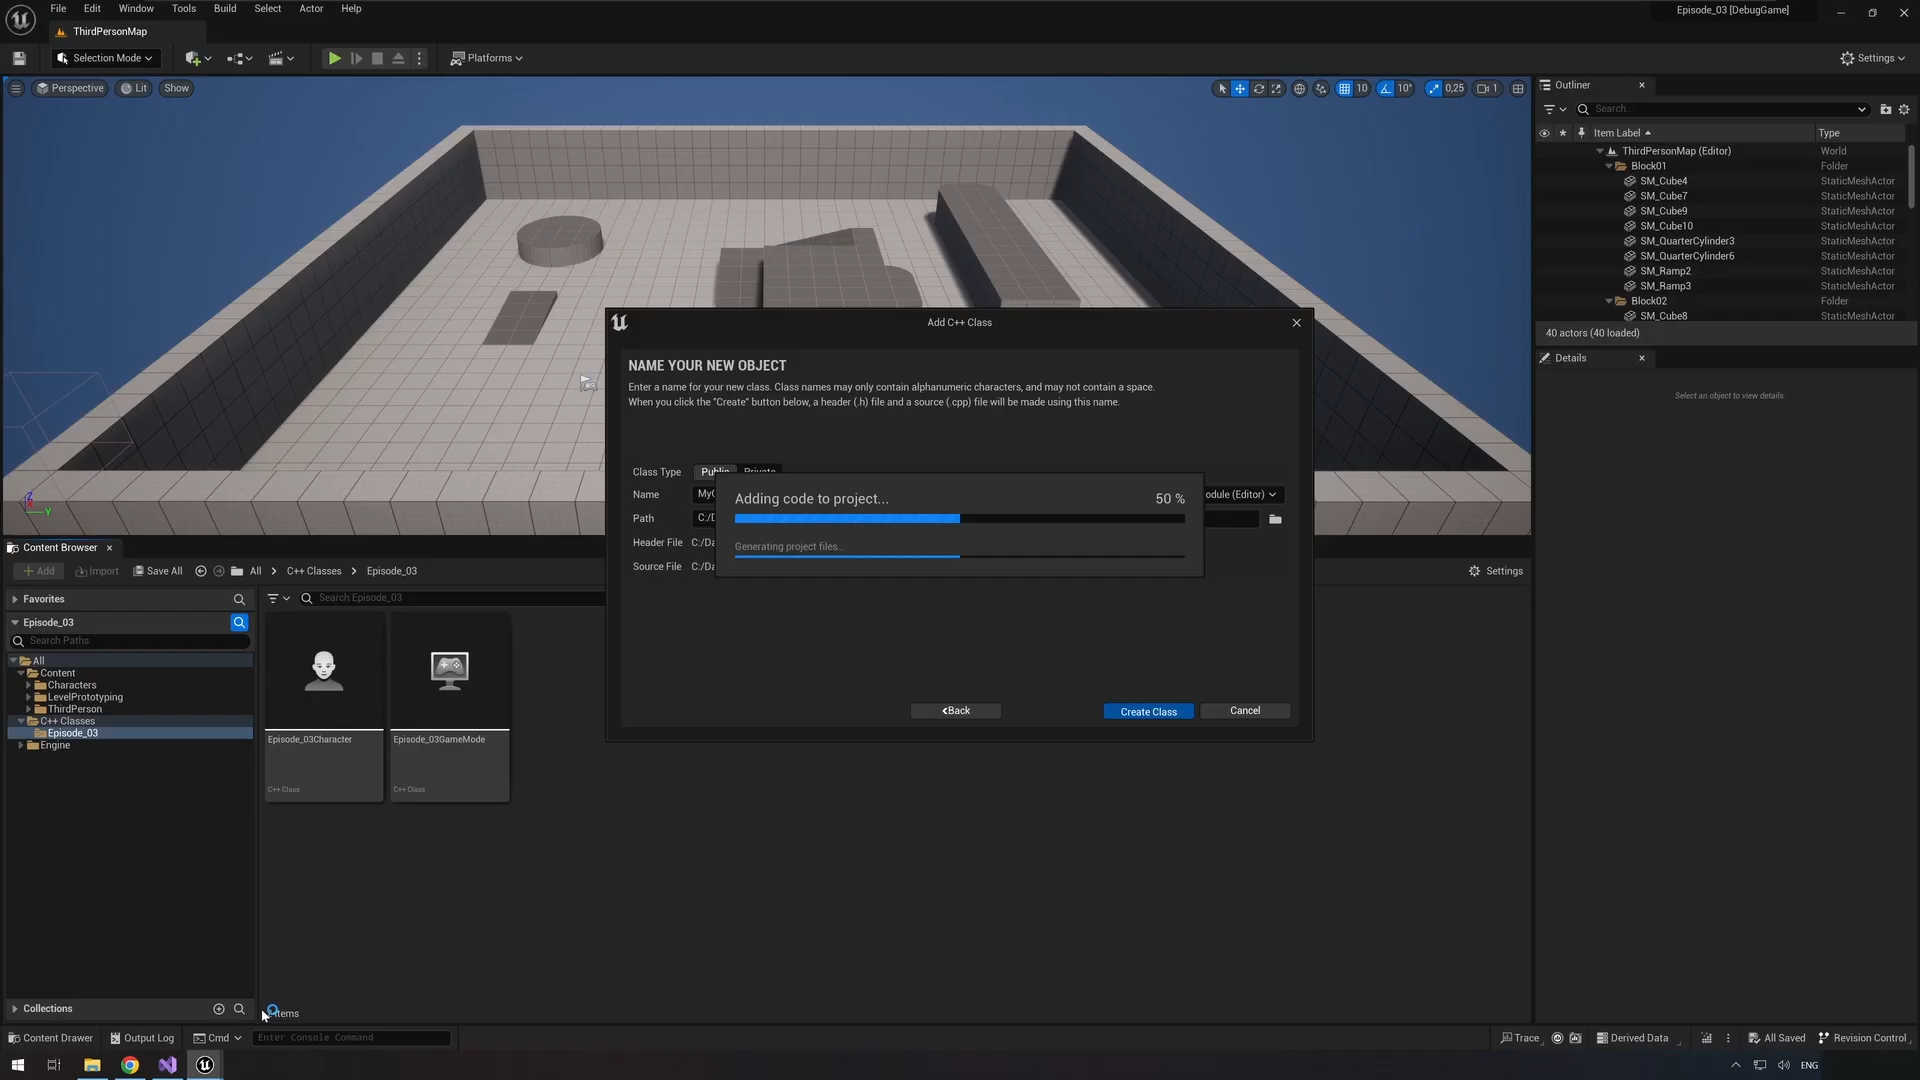 File Edit Window Tools Build Select Actor Help
Episode_03 [DebugGame]
ThirdPersonMap
Selection Mode
Platforms
Settings
Perspective Lit Show
10 10° 0,25 1
Outliner
Search...
Item Label Type
ThirdPersonMap (Editor) World
Block01 Folder
SM_Cube4 StaticMeshActor
SM_Cube7 StaticMeshActor
SM_Cube9 StaticMeshActor
SM_Cube10 StaticMeshActor
SM_QuarterCylinder3 StaticMeshActor
SM_QuarterCylinder6 StaticMeshActor
SM_Ramp2 StaticMeshActor
SM_Ramp3 StaticMeshActor
Block02 Folder
SM_Cube8 StaticMeshActor
40 actors (40 loaded)
Details
Select an object to view details.
Add C++ Class
NAME YOUR NEW OBJECT
Enter a name for your new class. Class names may only contain alphanumeric characters, and may not contain a space.
When you click the "Create" button below, a header (.h) file and a source (.cpp) file will be made using this name.
Class Type Public Private
Name
Path
Header File
Source File
Adding code to project... 50 %
Generating project files...
(Editor)
Back
Create Class
Cancel
Z
Y
Content Browser
Add Import Save All All C++ Classes Episode_03
Settings
Favorites
Search Episode_03
Episode_03
Search Paths
All
Content
Characters
LevelPrototyping
ThirdPerson
C++ Classes
Episode_03
Engine
Episode_03Character
C++ Class
Episode_03GameMode
C++ Class
Collections
items
Content Drawer Output Log Cmd Enter Console Command
Trace Derived Data All Saved Revision Control
ENG